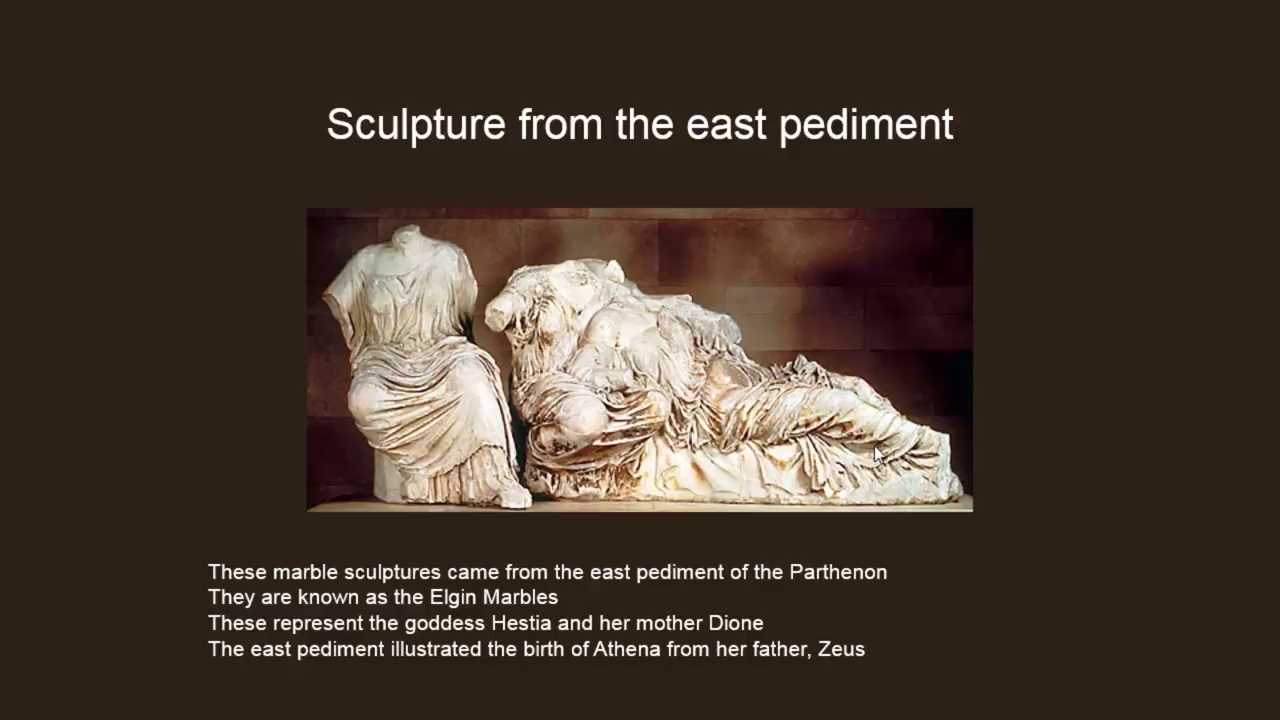 Sculpture from the east pediment
These marble sculptures came from the east pediment of the Parthenon
They are known as the Elgin Marbles
These represent the goddess Hestia and her mother Dione
The east pediment illustrated the birth of Athena from her father, Zeus